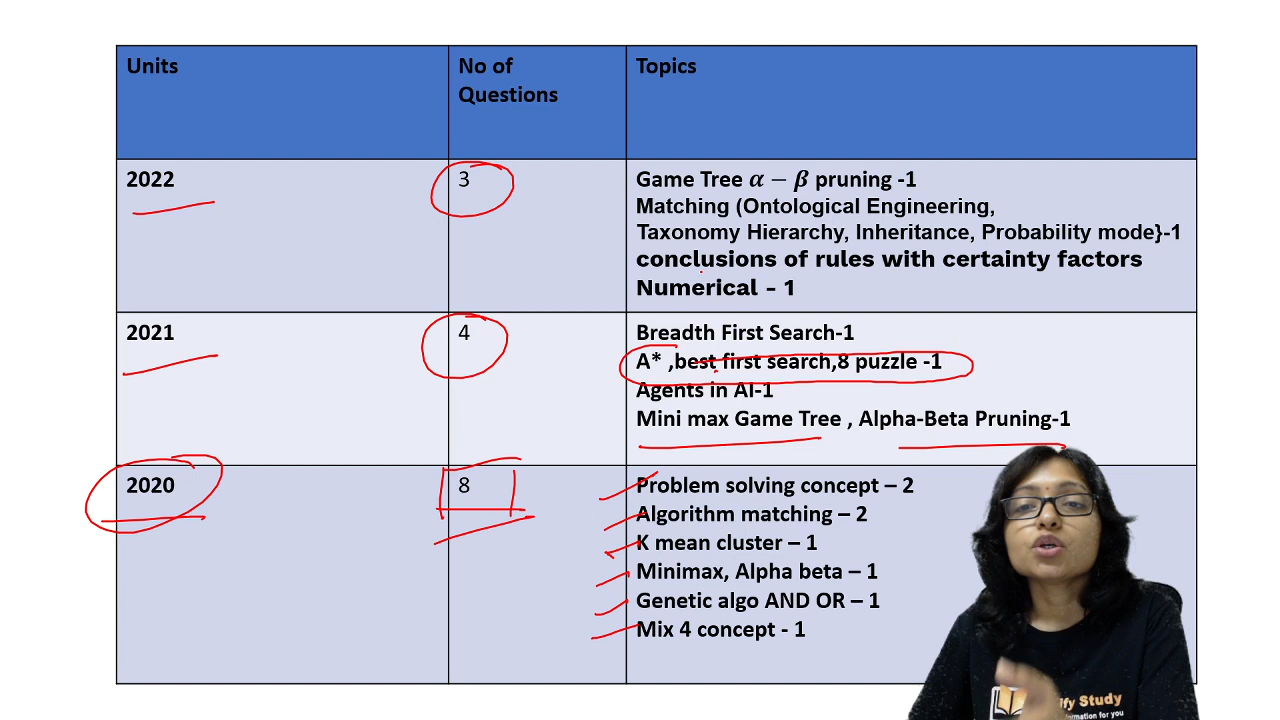 Units
No of
Questions
Topics
2022
3
Game Tree α − β pruning -1
Matching (Ontological Engineering,
Taxonomy Hierarchy, Inheritance, Probability mode}-1
conclusions of rules with certainty factors
Numerical - 1
2021
4
Breadth First Search-1
A* ,best first search,8 puzzle -1
Agents in AI-1
Mini max Game Tree , Alpha-Beta Pruning-1
2020
8
Problem solving concept – 2
Algorithm matching – 2
K mean cluster – 1
Minimax, Alpha beta – 1
Genetic algo AND OR – 1
Mix 4 concept - 1
Study
for you